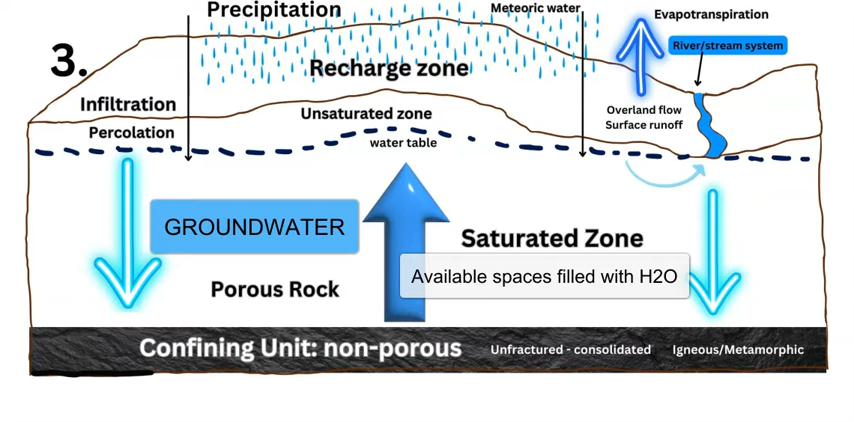 Precipitation
Meteoric water
Evapotranspiration
3.
River/stream system
Recharge zone
Infiltration
Overland flow
Surface runoff
Unsaturated zone
Percolation
water table
GROUNDWATER
Saturated Zone
Available spaces filled with H2O
Porous Rock
Confining Unit: non-porous
Unfractured - consolidated
Igneous/Metamorphic